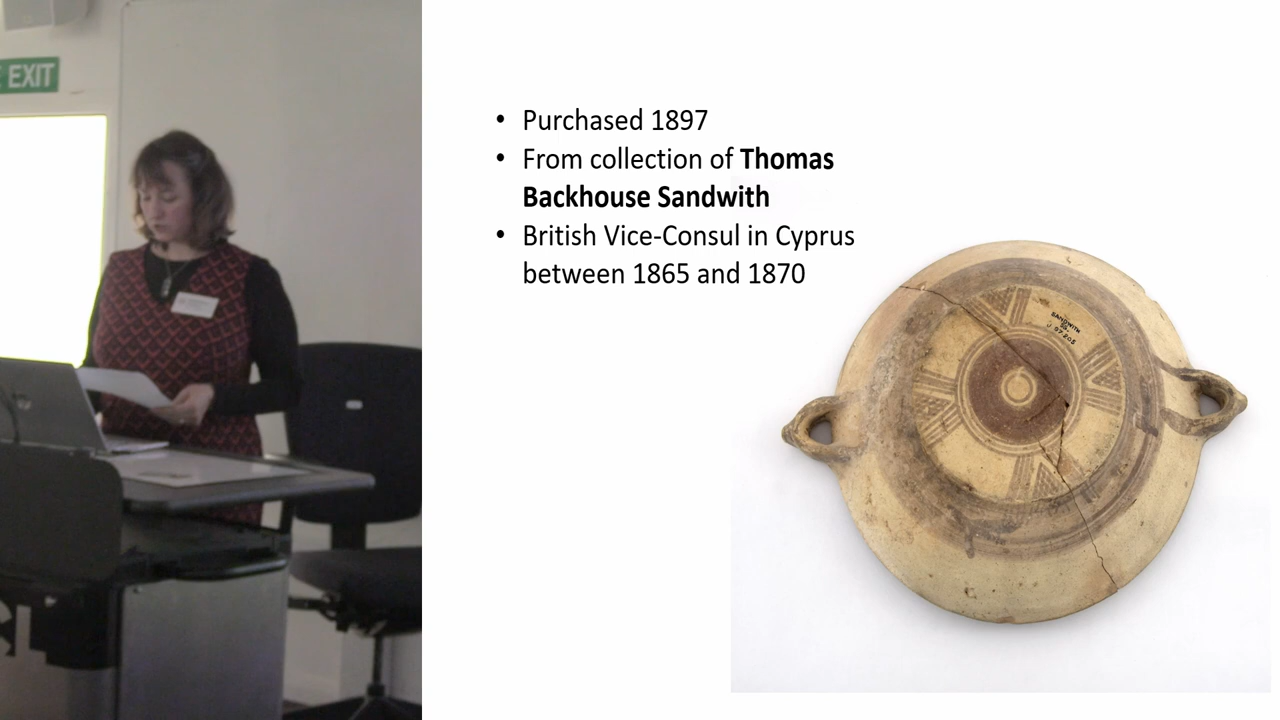 EXIT
• Purchased 1897
• From collection of Thomas
Backhouse Sandwith
• British Vice-Consul in Cyprus
between 1865 and 1870
SANDWITH